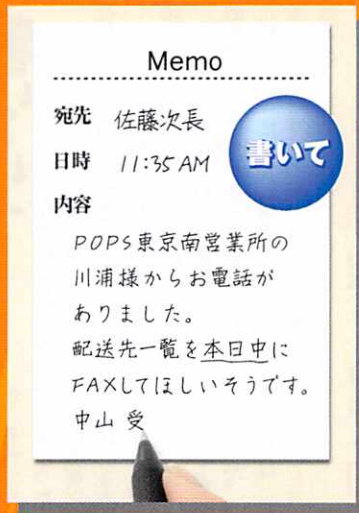 Memo
宛先 佐藤次長
日時 11:35 AM
書いて
内容
POPS東京南営業所の
川浦様からお電話が
ありました。
配送先一覧を本日中に
FAXしてほしいそうです。
中山 受